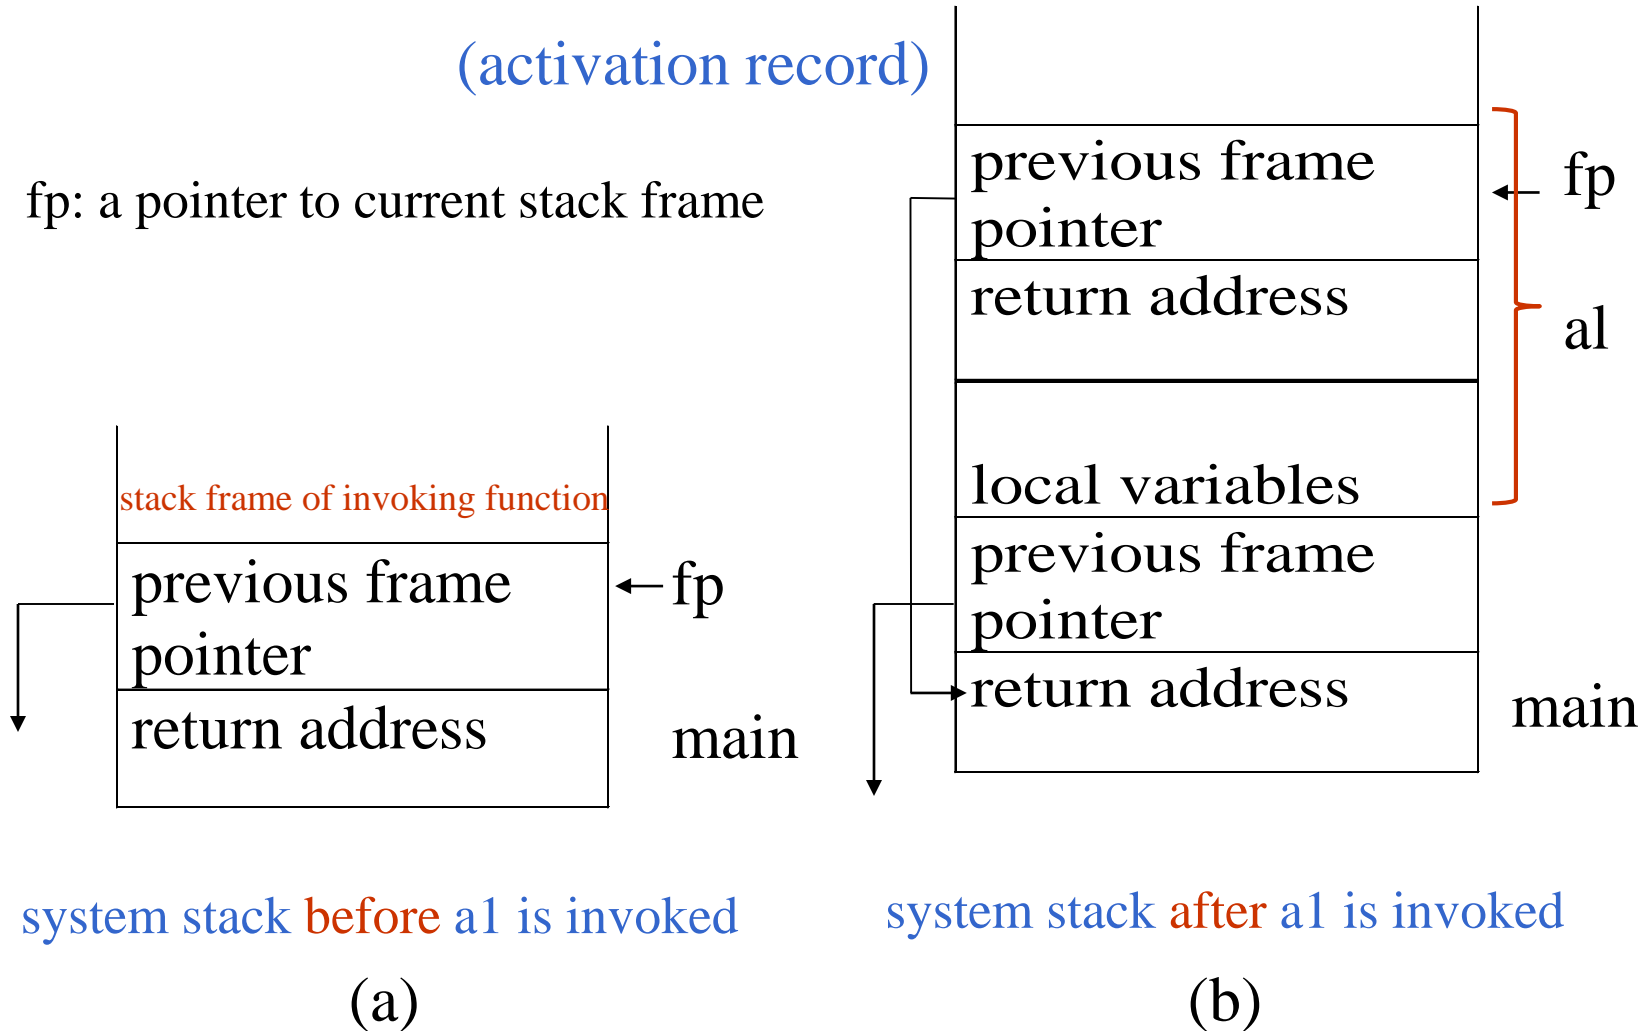 (activation record)
fp: a pointer to current stack frame
stack frame of invoking function
previous frame
pointer
fp
return address
main
system stack before a1 is invoked
(a)
previous frame
pointer
fp
return address
al
local variables
previous frame
pointer
return address
main
system stack after a1 is invoked
(b)